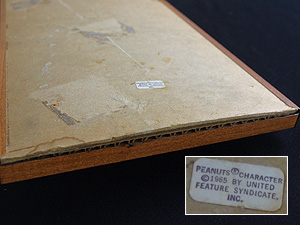 PEANUTS® CHARACTER
©1965 BY UNITED
FEATURE SYNDICATE,
INC.